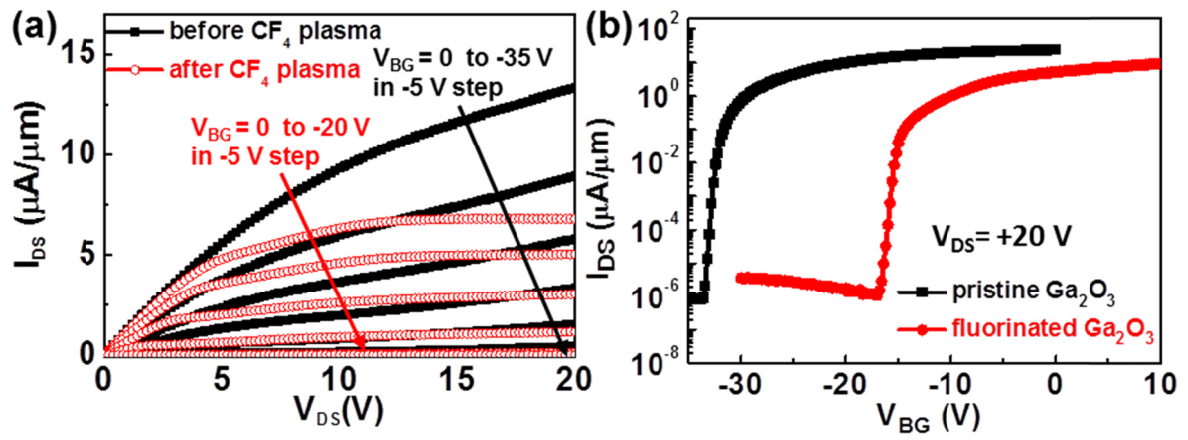 (a)
before CF4 plasma
after CF4 plasma
VBG = 0 to -35 V
in -5 V step
VBG = 0 to -20 V
in -5 V step
15
10
5
0
IDS (μA/μm)
0 5 10 15 20
VDS(V)
(b)
10^2
10^0
10^-2
10^-4
10^-6
10^-8
IDS (μA/μm)
VDS= +20 V
pristine Ga2O3
fluorinated Ga2O3
-30 -20 -10 0 10
VBG (V)